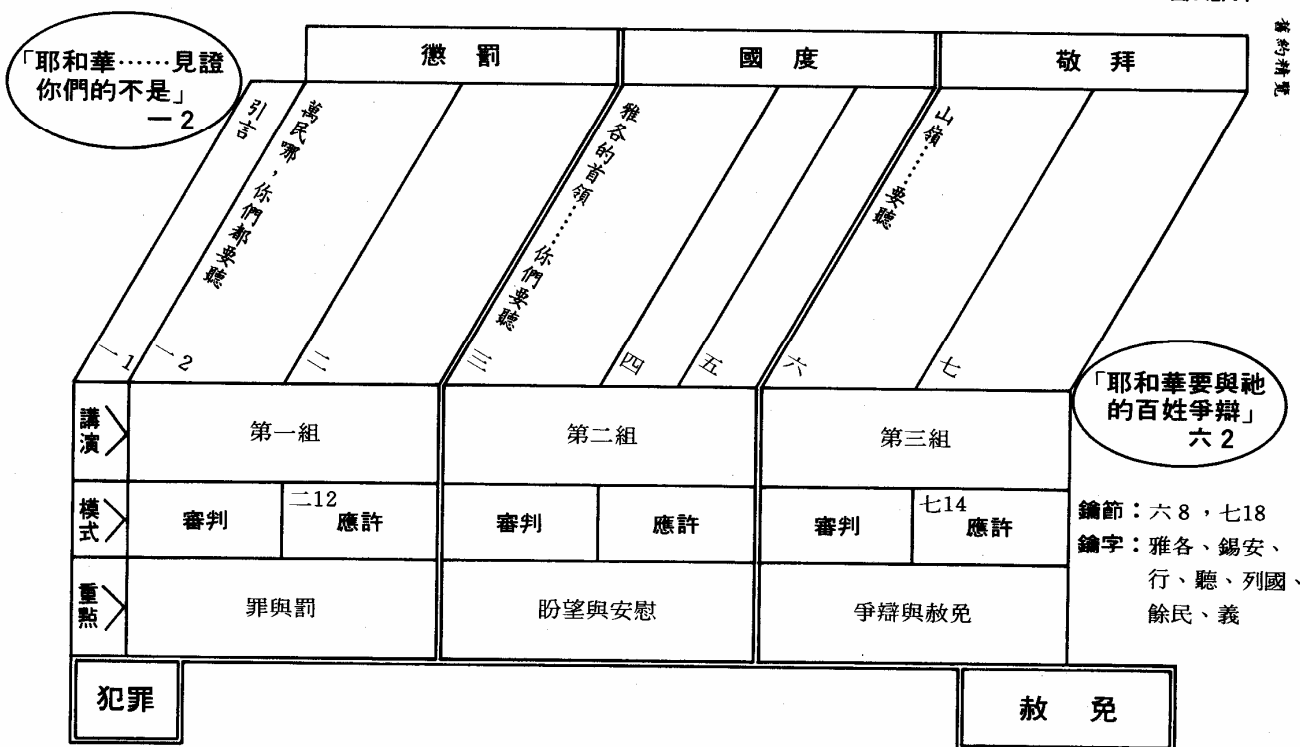 舊約精覽
「耶和華……見證
你們的不是」
一2
懲罰
國度
敬拜
引言
萬民哪，你們都要聽
雅各的首領……你們要聽
山嶺……要聽
一1
一2
二
三
四
五
六
七
「耶和華要與祂
的百姓爭辯」
六2
講演
第一組
第二組
第三組
模式
審判
二12
應許
審判
應許
審判
七14
應許
重點
罪與罰
盼望與安慰
爭辯與赦免
鑰節：六8，七18
鑰字：雅各、錫安、
行、聽、列國、
餘民、義
犯罪
赦免